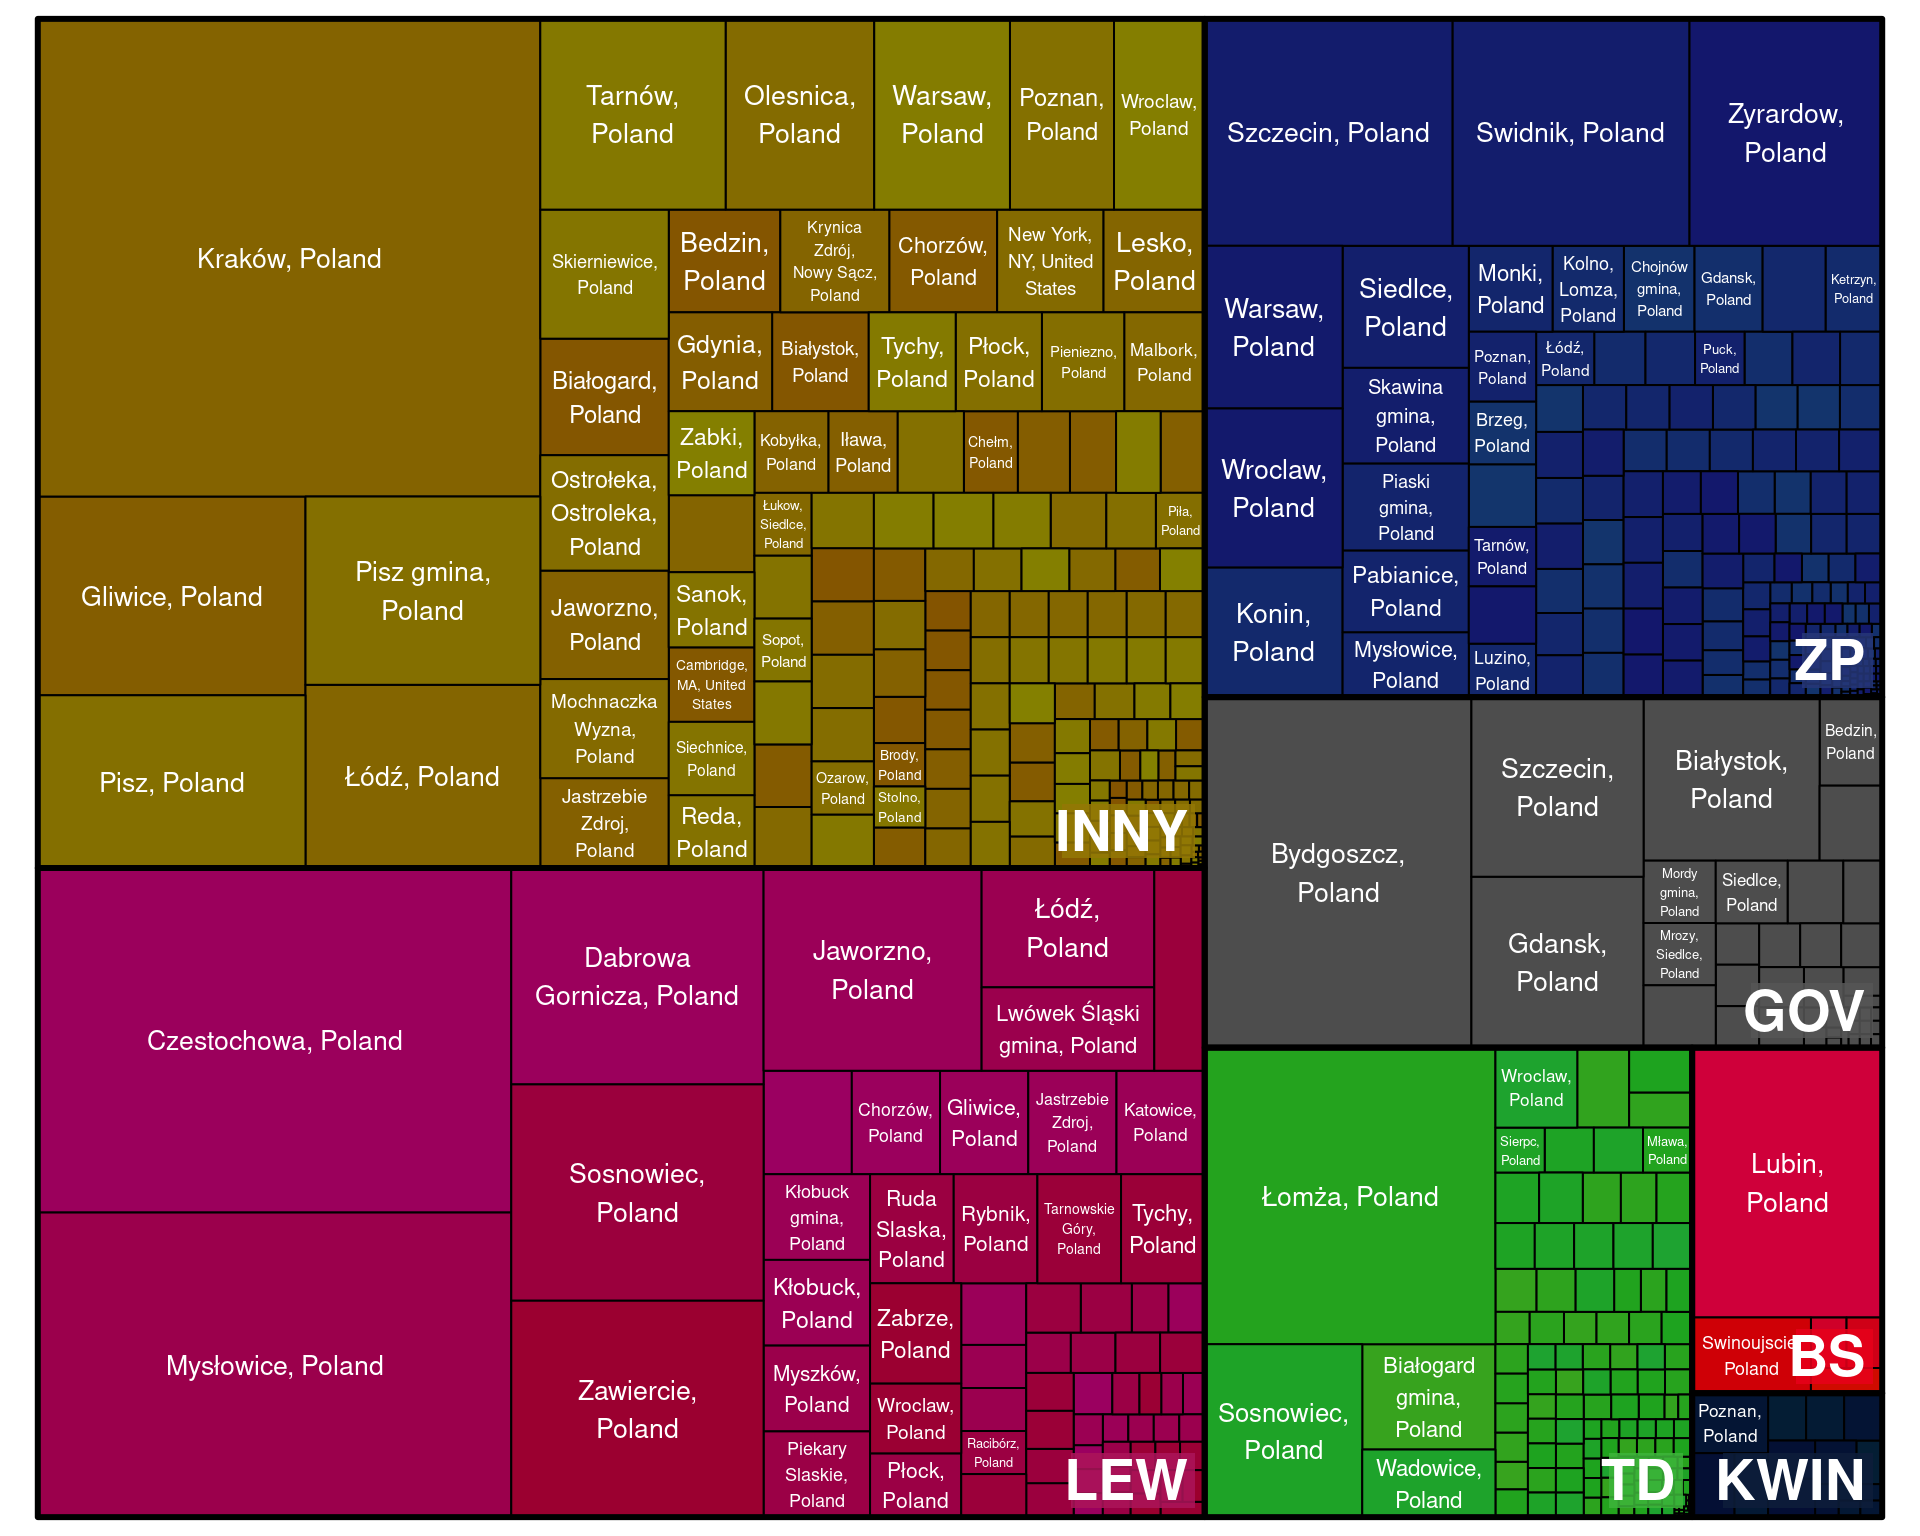 Kraków, Poland
Gliwice, Poland
Pisz gmina,
Poland
Pisz, Poland
Łódź, Poland
Tarnów,
Poland
Olesnica,
Poland
Warsaw,
Poland
Poznan,
Poland
Wroclaw,
Poland
Skierniewice,
Poland
Białogard,
Poland
Ostrołeka,
Ostroleka,
Poland
Jaworzno,
Poland
Mochnaczka
Wyzna,
Poland
Jastrzebie
Zdroj,
Poland
Bedzin,
Poland
Krynica
Zdrój,
Nowy Sącz,
Poland
Chorzów,
Poland
New York,
NY, United
States
Lesko,
Poland
Gdynia,
Poland
Białystok,
Poland
Tychy,
Poland
Płock,
Poland
Pieniezno,
Poland
Malbork,
Poland
Zabki,
Poland
Kobyłka,
Poland
Iława,
Poland
Chełm,
Poland
Łukow,
Siedlce,
Poland
Piła,
Poland
Sanok,
Poland
Sopot,
Poland
Cambridge,
MA, United
States
Siechnice,
Poland
Reda,
Poland
Ozarow,
Poland
Brody,
Poland
Stolno,
Poland
INNY
Szczecin, Poland
Swidnik, Poland
Zyrardow,
Poland
Warsaw,
Poland
Wroclaw,
Poland
Konin,
Poland
Siedlce,
Poland
Skawina
gmina,
Poland
Piaski
gmina,
Poland
Pabianice,
Poland
Mysłowice,
Poland
Monki,
Poland
Kolno,
Lomza,
Poland
Chojnów
gmina,
Poland
Gdansk,
Poland
Ketrzyn,
Poland
Poznan,
Poland
Łódź,
Poland
Puck,
Poland
Brzeg,
Poland
Tarnów,
Poland
Luzino,
Poland
ZP
Bydgoszcz,
Poland
Szczecin,
Poland
Gdansk,
Poland
Białystok,
Poland
Bedzin,
Poland
Mordy
gmina,
Poland
Siedlce,
Poland
Mrozy,
Siedlce,
Poland
GOV
Czestochowa, Poland
Mysłowice, Poland
Dabrowa
Gornicza, Poland
Sosnowiec,
Poland
Zawiercie,
Poland
Jaworzno,
Poland
Łódź,
Poland
Lwówek Śląski
gmina, Poland
Chorzów,
Poland
Gliwice,
Poland
Jastrzebie
Zdroj,
Poland
Katowice,
Poland
Kłobuck
gmina,
Poland
Ruda
Slaska,
Poland
Rybnik,
Poland
Tarnowskie
Góry,
Poland
Tychy,
Poland
Kłobuck,
Poland
Zabrze,
Poland
Myszków,
Poland
Wroclaw,
Poland
Piekary
Slaskie,
Poland
Płock,
Poland
Racibórz,
Poland
LEW
Łomża, Poland
Sosnowiec,
Poland
Białogard
gmina,
Poland
Wadowice,
Poland
Wroclaw,
Poland
Sierpc,
Poland
Mława,
Poland
TD
Lubin,
Poland
Swinoujscie
Poland
BS
Poznan,
Poland
KWIN